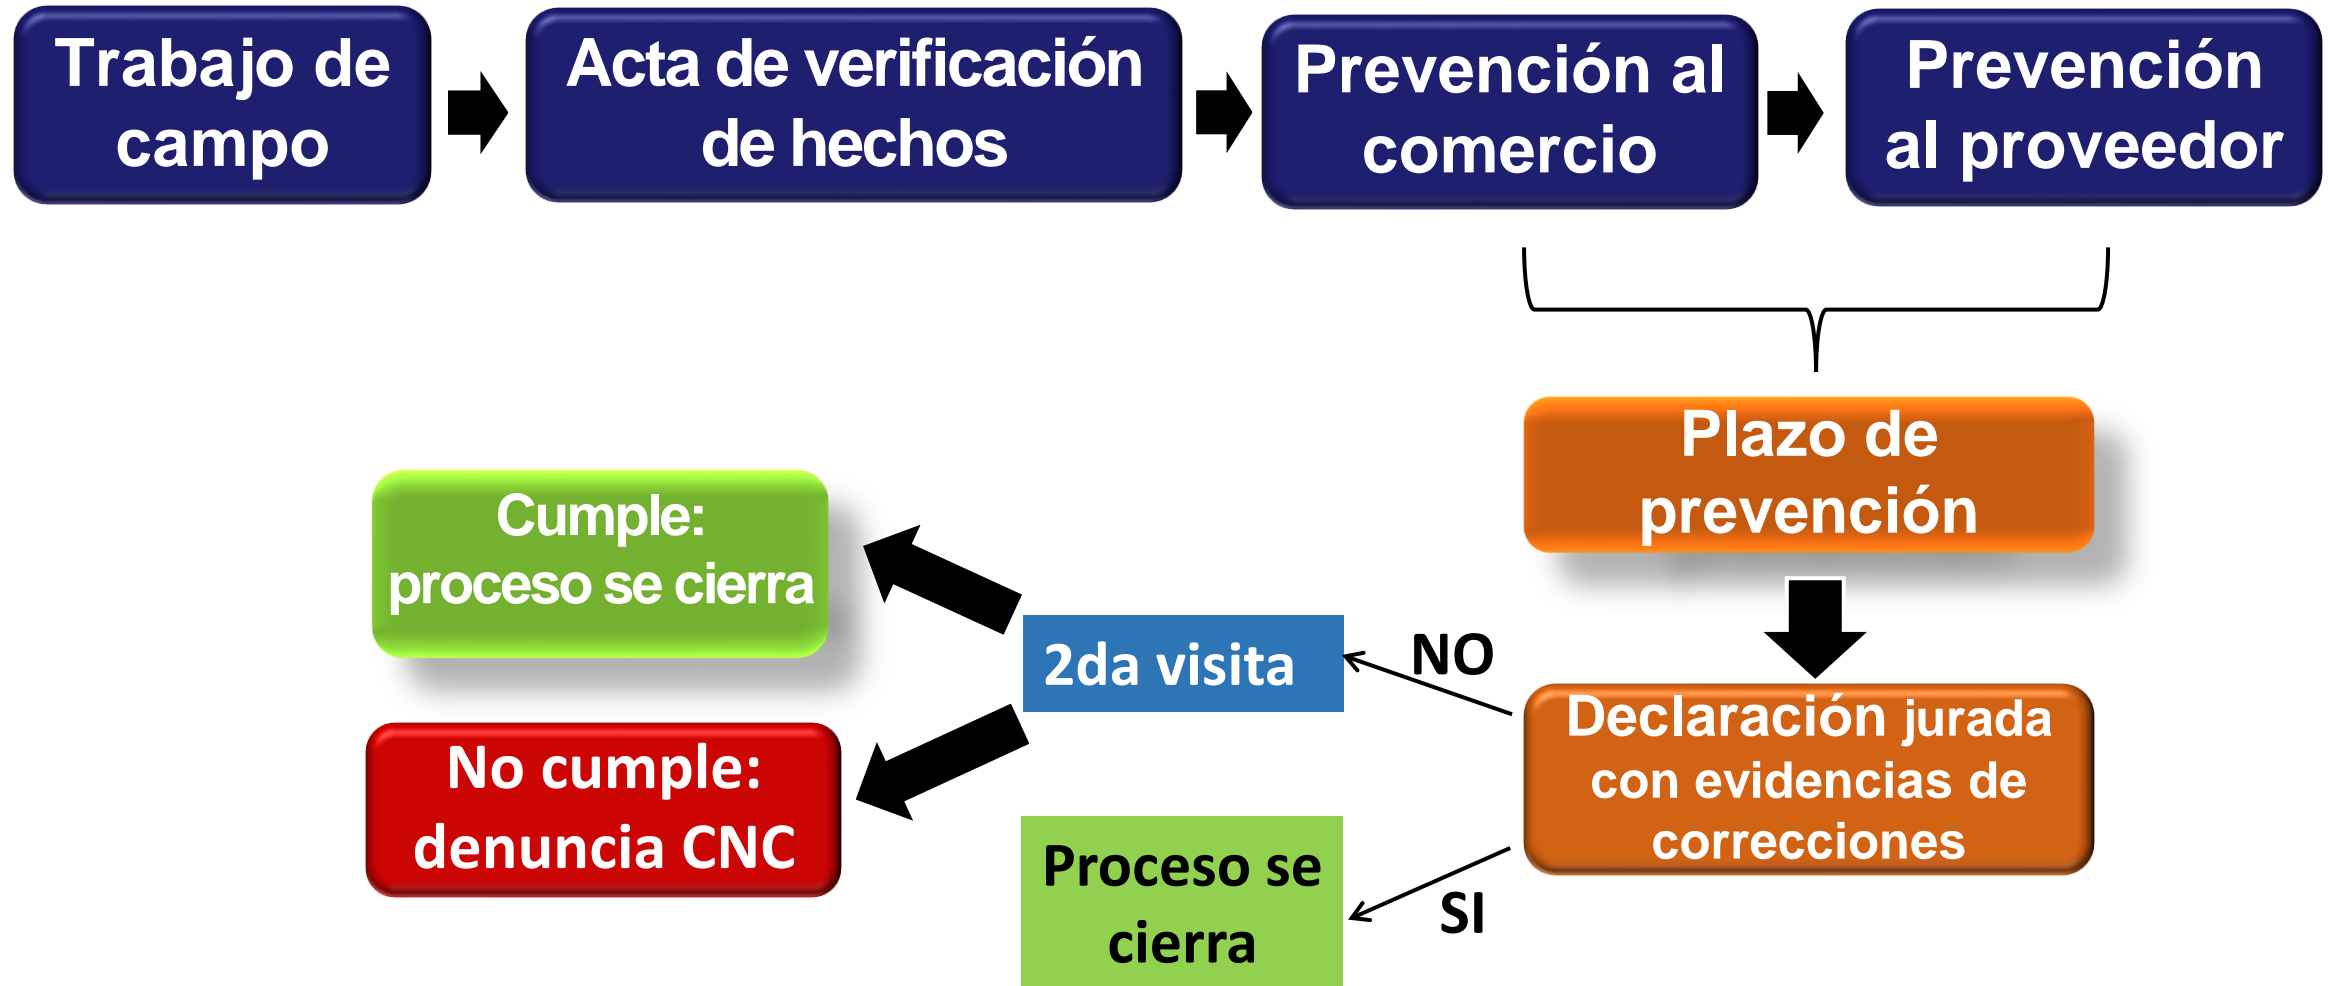 Trabajo de
campo
Acta de verificación
de hechos
Prevención al
comercio
Prevención
al proveedor
Plazo de
prevención
Cumple:
proceso se cierra
2da visita
NO
Declaración jurada
con evidencias de
correcciones
No cumple:
denuncia CNC
Proceso se
cierra
SI